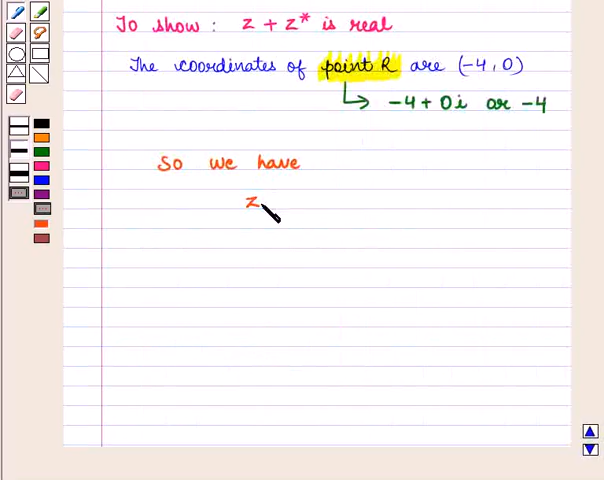 To show : z + z* is real
The coordinates of point R are (-4, 0)
-4 + 0i or -4
So we have
z